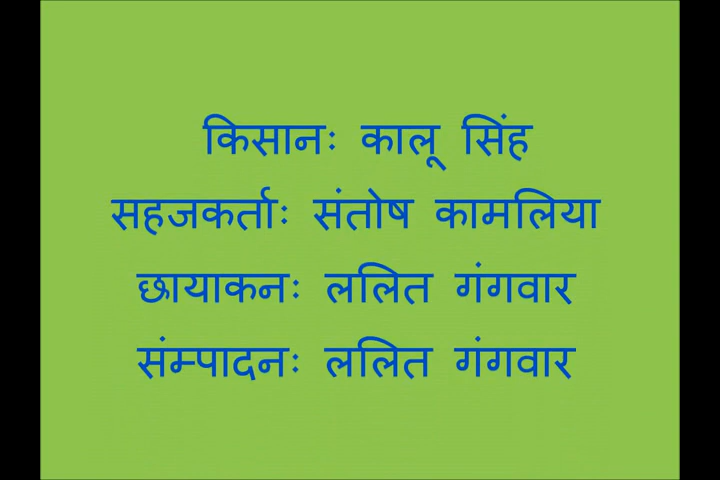 किसानः कालू सिंह
सहजकर्ताः संतोष कामलिया
छायाकनः ललित गंगवार
संम्पादनः ललित गंगवार